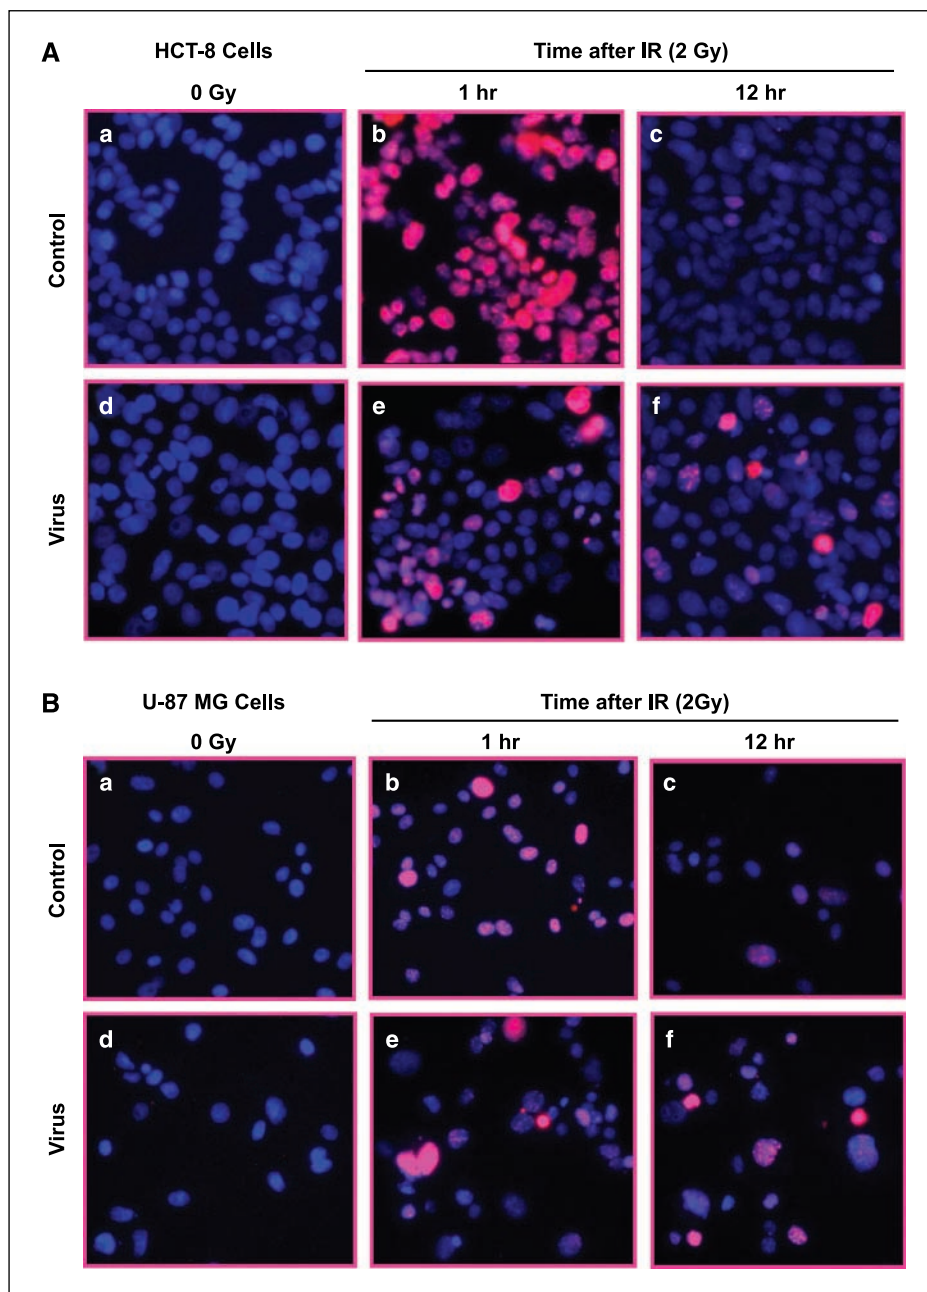 A
HCT-8 Cells
Time after IR (2 Gy)
0 Gy
1 hr
12 hr
Control
a
b
c
Virus
d
e
f
B
U-87 MG Cells
Time after IR (2Gy)
0 Gy
1 hr
12 hr
Control
a
b
c
Virus
d
e
f